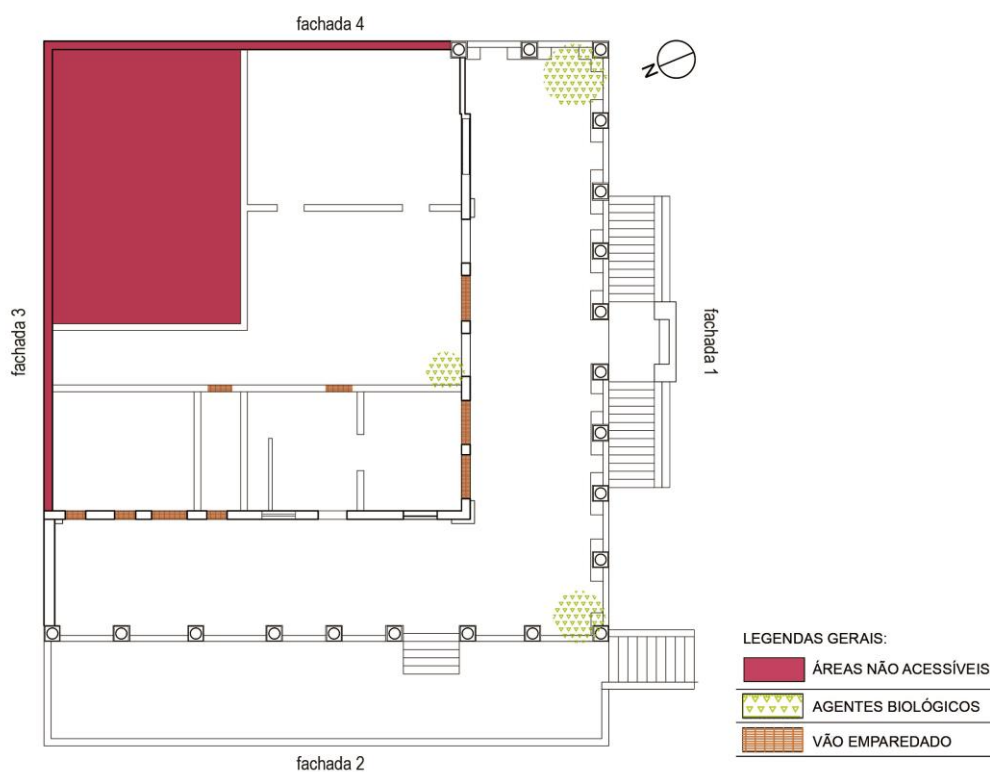 fachada 4
N
fachada 3
fachada 1
LEGENDAS GERAIS:
ÁREAS NÃO ACESSÍVEIS
AGENTES BIOLÓGICOS
VÃO EMPAREDADO
fachada 2